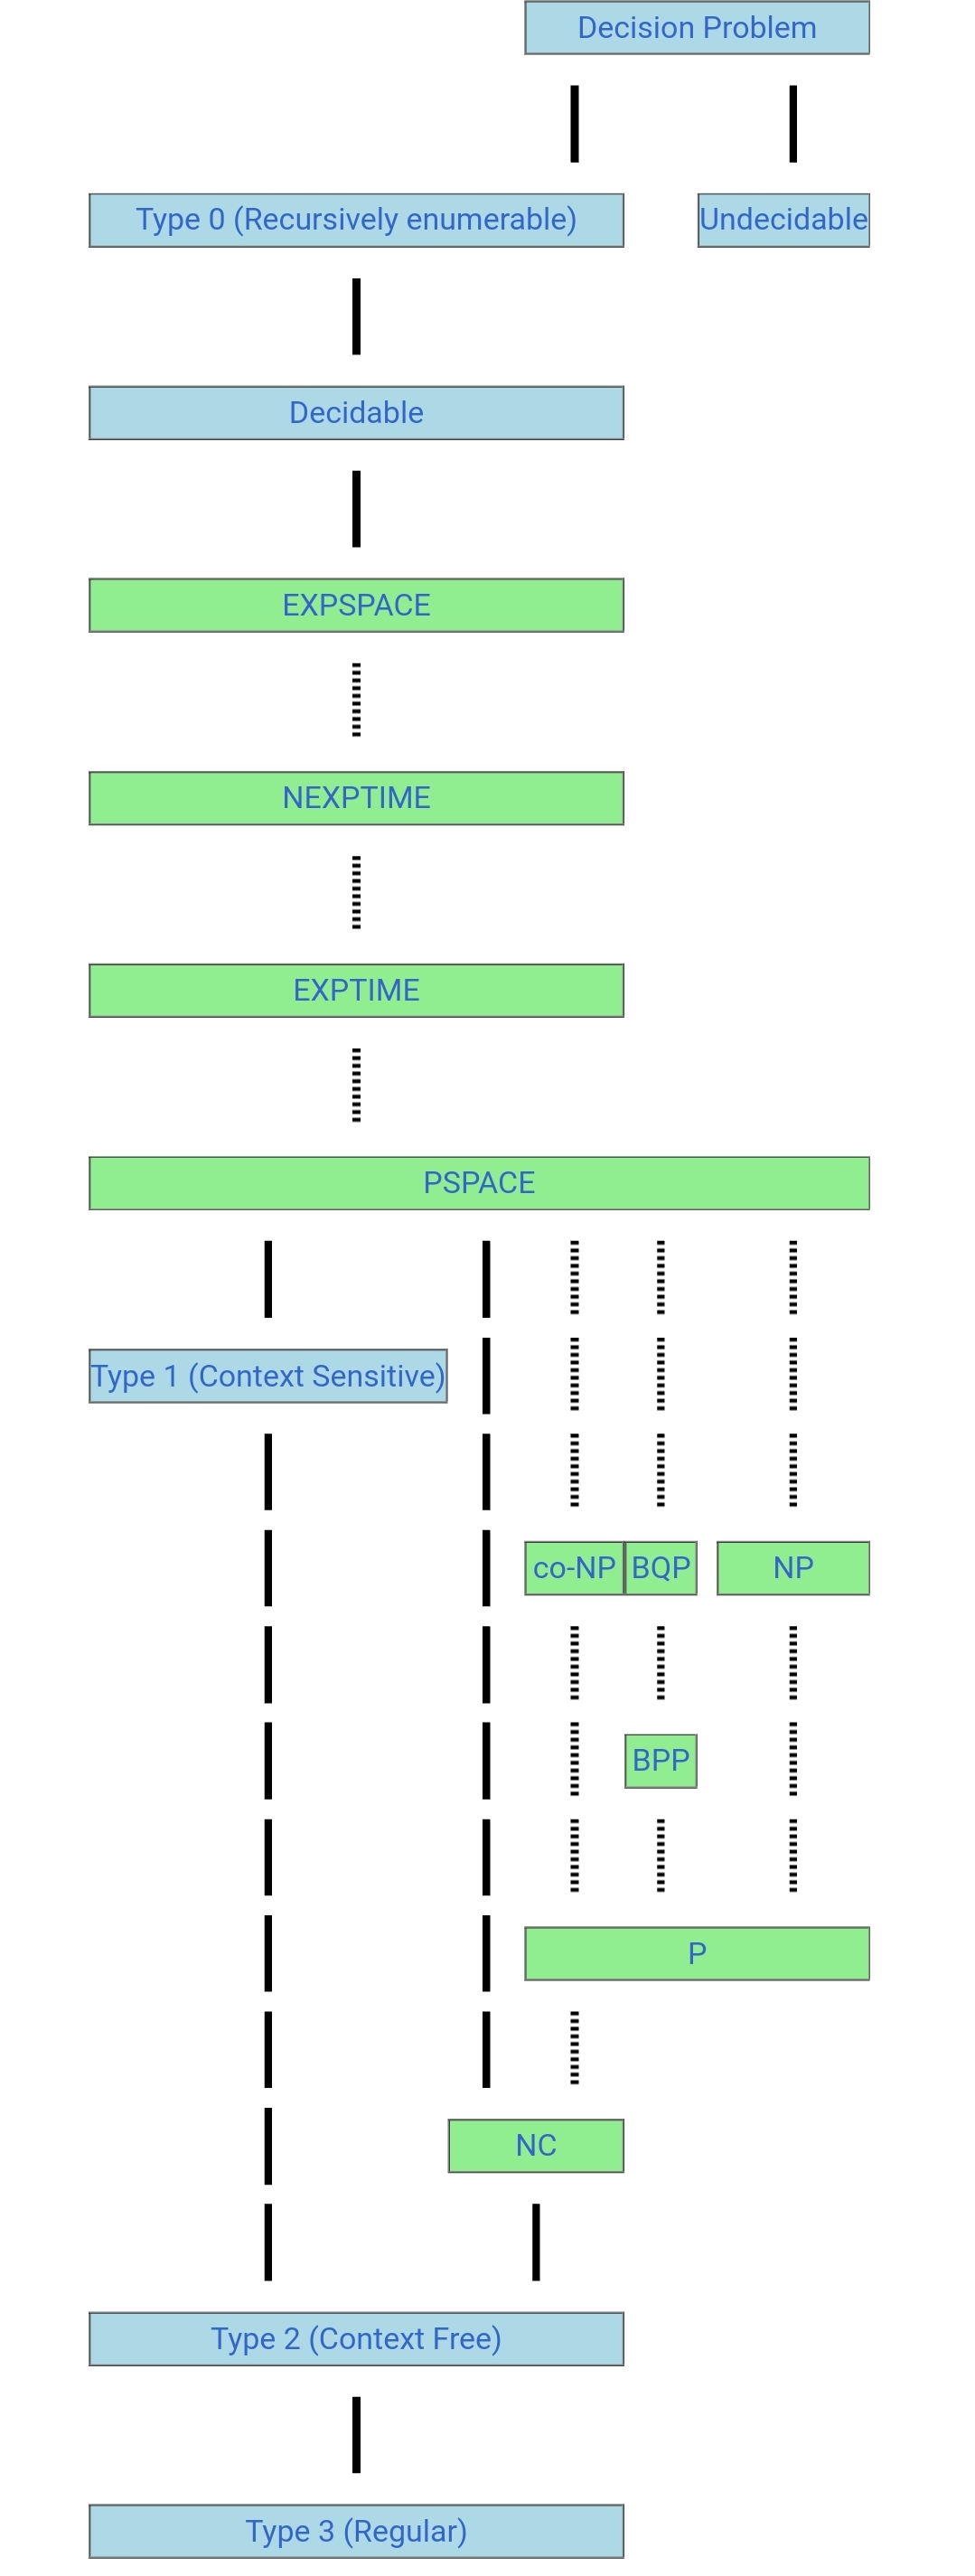 Decision Problem
Type 0 (Recursively enumerable)
Undecidable
Decidable
EXPSPACE
NEXPTIME
EXPTIME
PSPACE
Type 1 (Context Sensitive)
co-NP
BQP
NP
BPP
P
NC
Type 2 (Context Free)
Type 3 (Regular)